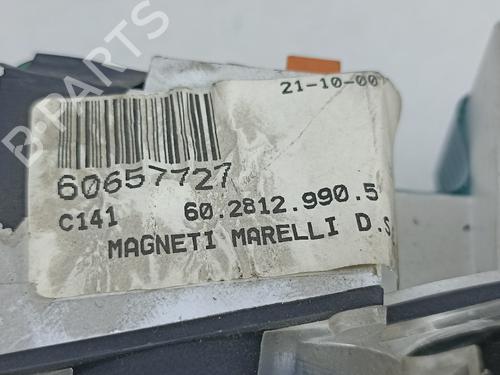 B-PARTS
21-10-00
60657727
C141 60.2812.990.5
MAGNETI MARELLI D.S.